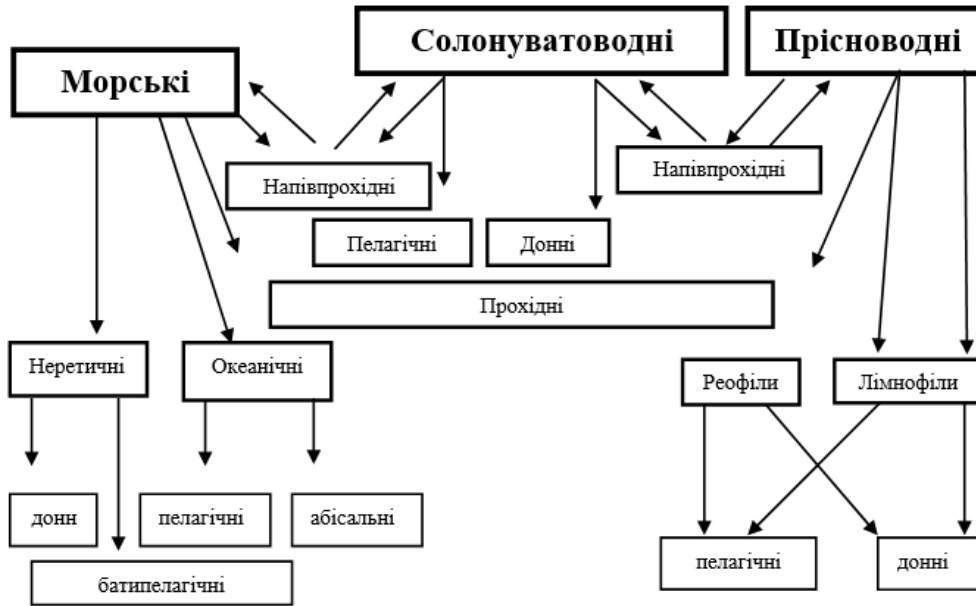 Морські
Солонуватоводні
Прісноводні
Напівпрохідні
Напівпрохідні
Пелагічні
Донні
Прохідні
Неретичні
Океанічні
Реофіли
Лімнофіли
донн
пелагічні
абісальні
пелагічні
донні
батипелагічні